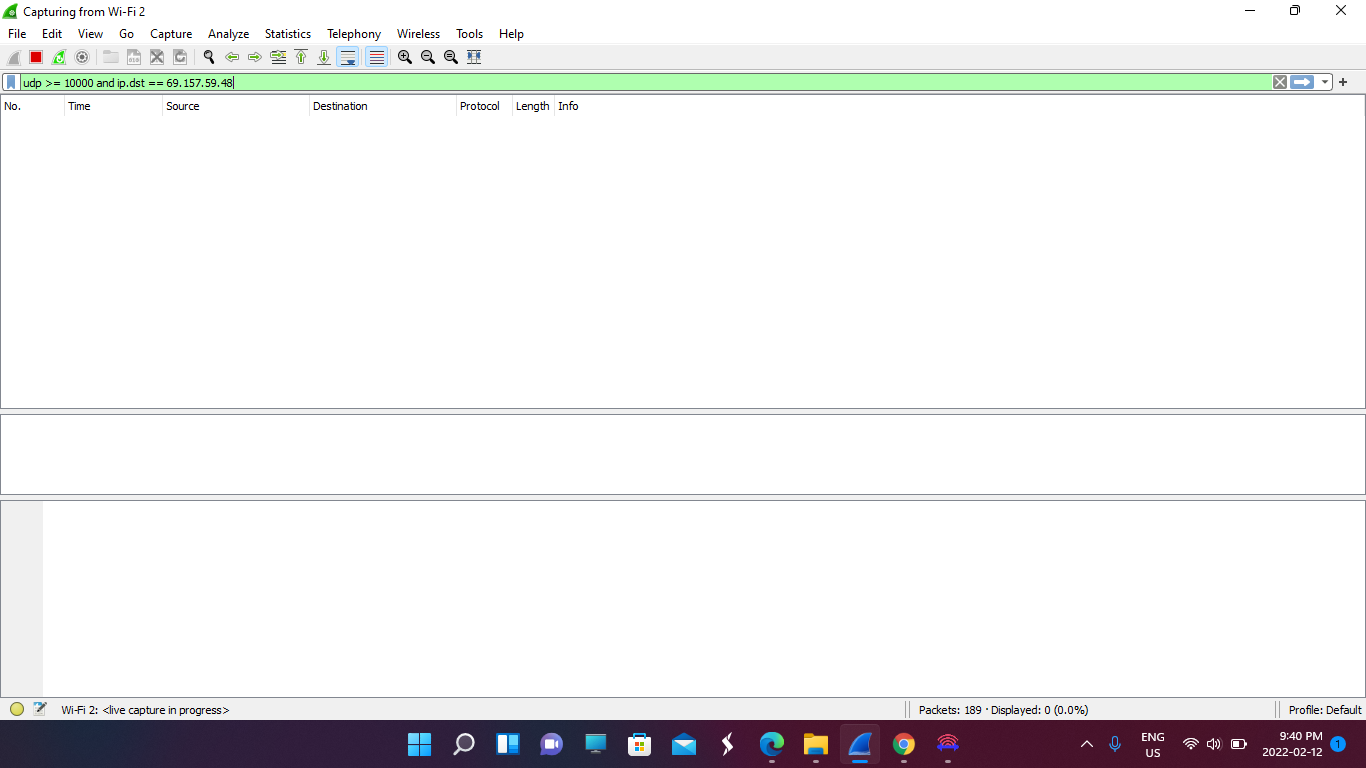 Capturing from Wi-Fi 2
File Edit View Go Capture Analyze Statistics Telephony Wireless Tools Help
udp >= 10000 and ip.dst == 69.157.59.48
No. Time Source Destination Protocol Length Info
Wi-Fi 2: <live capture in progress>
Packets: 189 · Displayed: 0 (0.0%)
Profile: Default
ENG
US
9:40 PM
2022-02-12
1